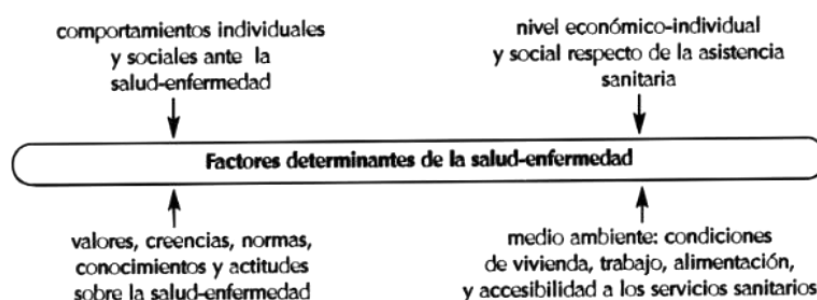 comportamientos individuales
y sociales ante la
salud-enfermedad
nivel económico-individual
y social respecto de la asistencia
sanitaria
Factores determinantes de la salud-enfermedad
valores, creencias, normas,
conocimientos y actitudes
sobre la salud-enfermedad
medio ambiente: condiciones
de vivienda, trabajo, alimentación,
y accesibilidad a los servicios sanitarios